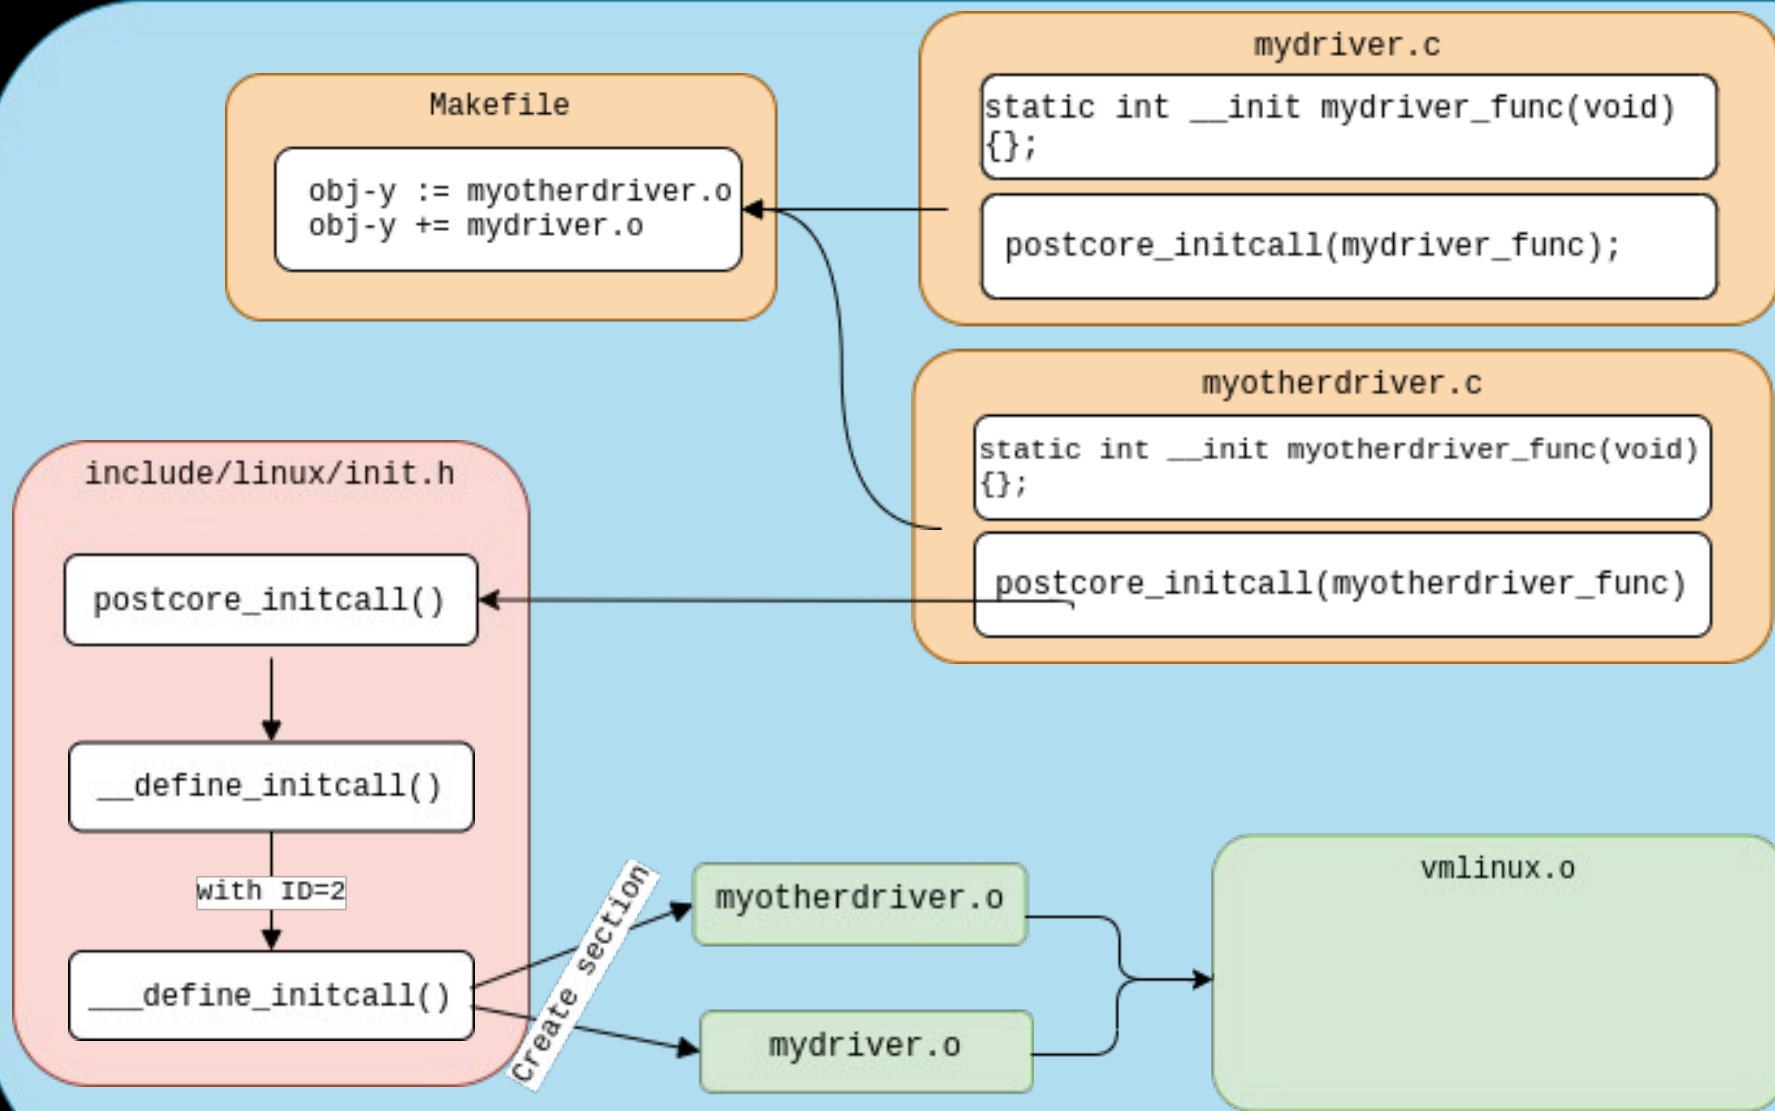 Makefile
obj-y := myotherdriver.o
obj-y += mydriver.o
mydriver.c
static int __init mydriver_func(void)
{};
postcore_initcall(mydriver_func);
myotherdriver.c
static int __init myotherdriver_func(void)
{};
postcore_initcall(myotherdriver_func)
include/linux/init.h
postcore_initcall()
__define_initcall()
with ID=2
___define_initcall()
Create section
myotherdriver.o
mydriver.o
vmlinux.o